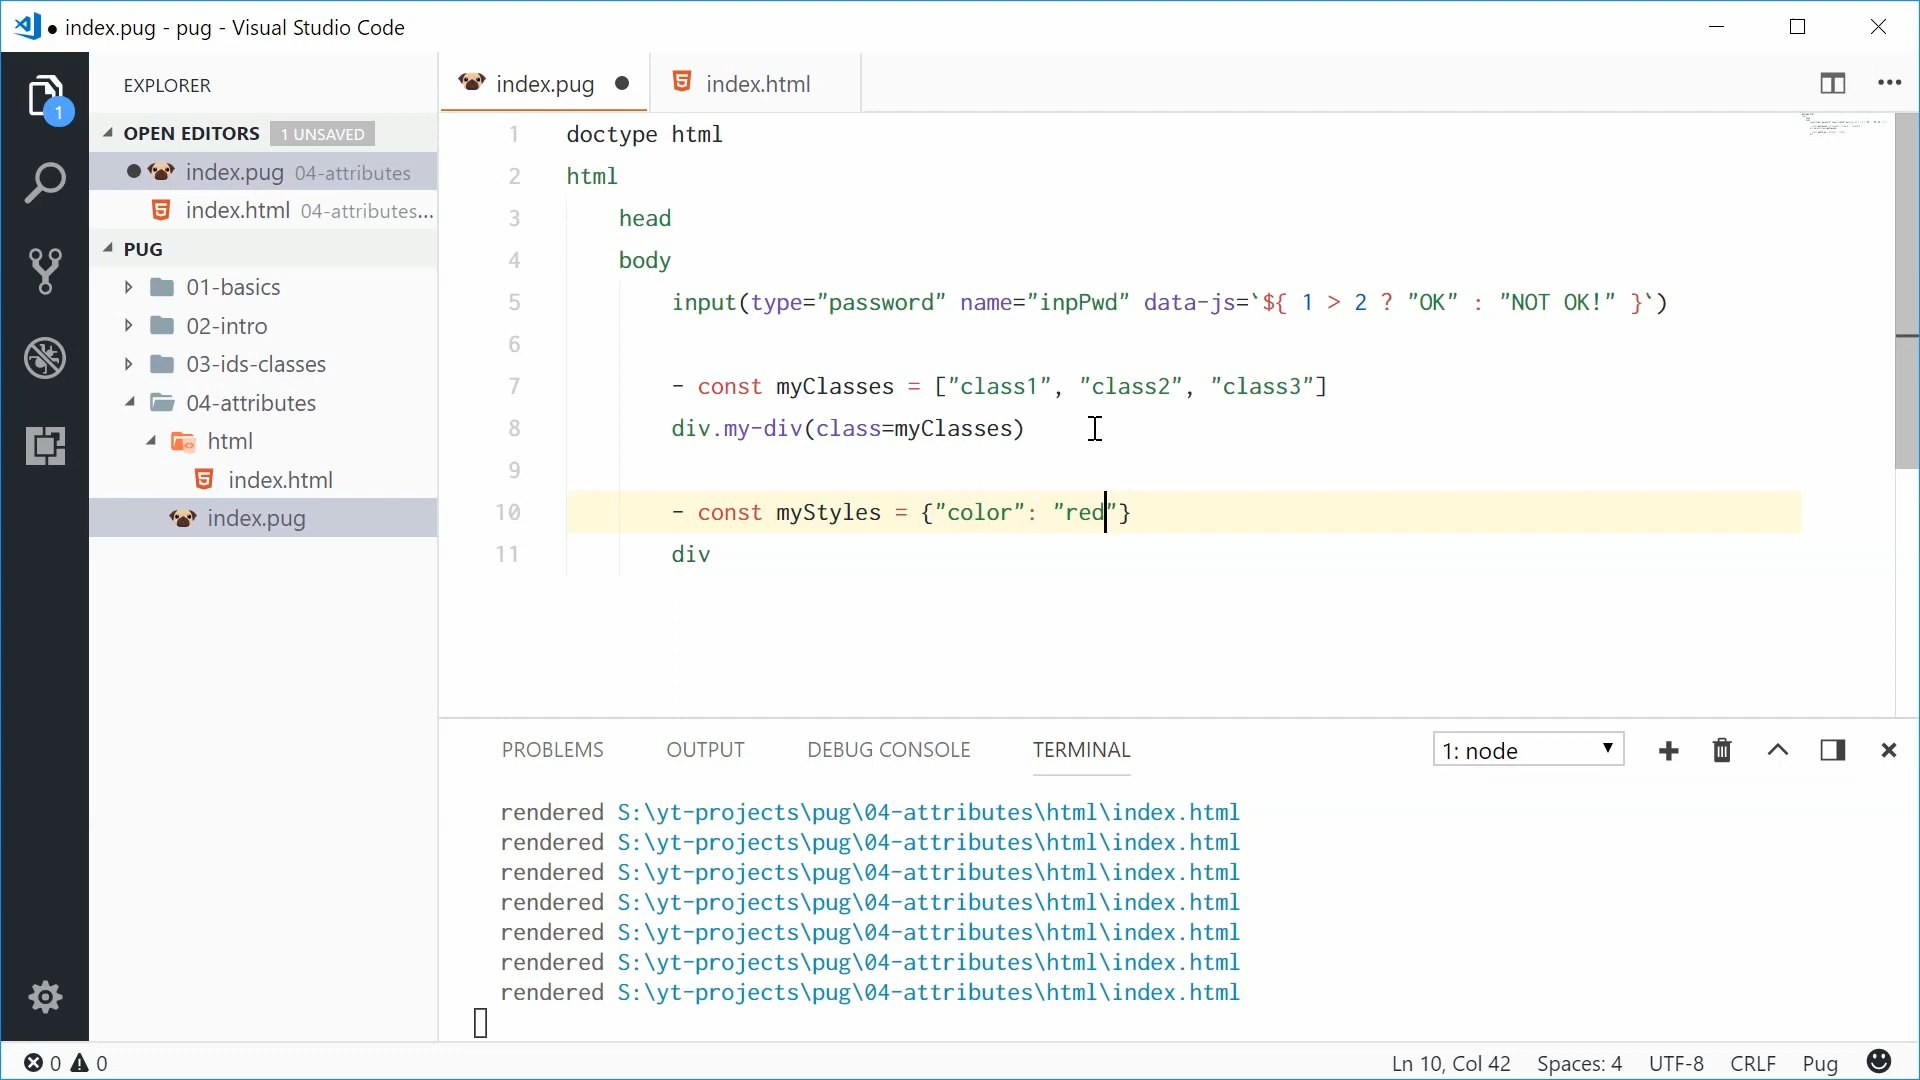 ● index.pug - pug - Visual Studio Code
EXPLORER
OPEN EDITORS 1 UNSAVED
index.pug 04-attributes
index.html 04-attributes...
PUG
01-basics
02-intro
03-ids-classes
04-attributes
html
index.html
index.pug
1
index.pug ● index.html
1 doctype html
2 html
3 head
4 body
5 input(type="password" name="inpPwd" data-js=`${ 1 > 2 ? "OK" : "NOT OK!" }`)
6
7 - const myClasses = ["class1", "class2", "class3"]
8 div.my-div(class=myClasses)
9
10 - const myStyles = {"color": "red"}
11 div
PROBLEMS OUTPUT DEBUG CONSOLE TERMINAL 1: node
rendered S:\yt-projects\pug\04-attributes\html\index.html
rendered S:\yt-projects\pug\04-attributes\html\index.html
rendered S:\yt-projects\pug\04-attributes\html\index.html
rendered S:\yt-projects\pug\04-attributes\html\index.html
rendered S:\yt-projects\pug\04-attributes\html\index.html
rendered S:\yt-projects\pug\04-attributes\html\index.html
rendered S:\yt-projects\pug\04-attributes\html\index.html
0 0 Ln 10, Col 42 Spaces: 4 UTF-8 CRLF Pug